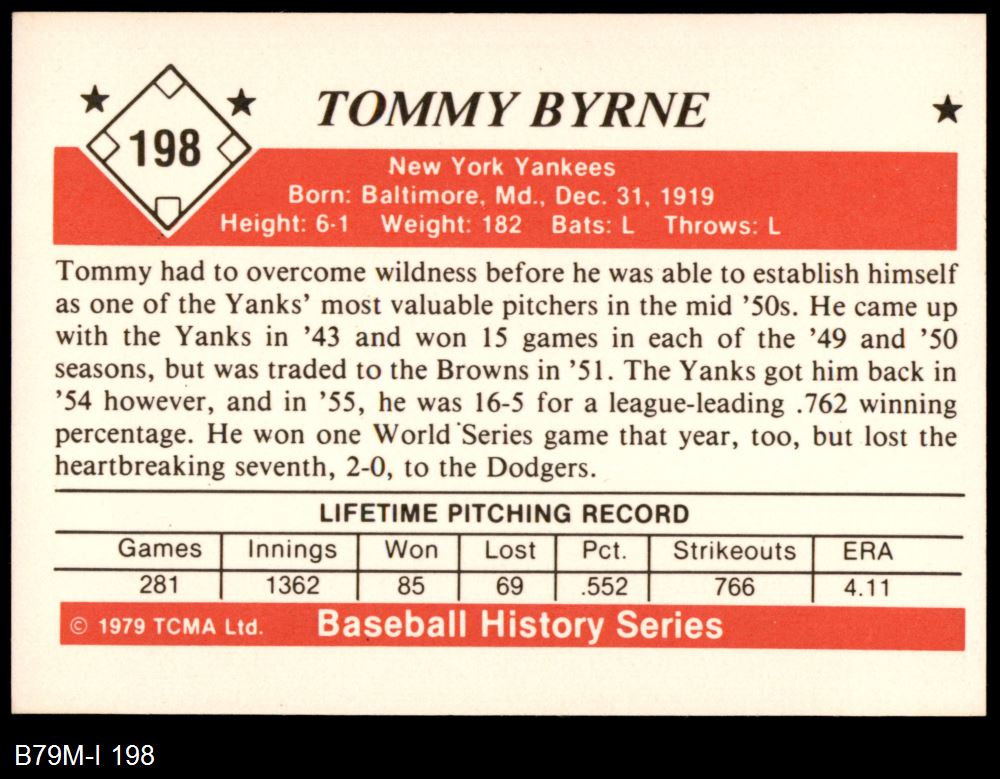 198
TOMMY BYRNE
New York Yankees
Born: Baltimore, Md., Dec. 31, 1919
Height: 6-1 Weight: 182 Bats: L Throws: L
Tommy had to overcome wildness before he was able to establish himself
as one of the Yanks' most valuable pitchers in the mid '50s. He came up
with the Yanks in '43 and won 15 games in each of the '49 and '50
seasons, but was traded to the Browns in '51. The Yanks got him back in
'54 however, and in '55, he was 16-5 for a league-leading .762 winning
percentage. He won one World Series game that year, too, but lost the
heartbreaking seventh, 2-0, to the Dodgers.
LIFETIME PITCHING RECORD
Games Innings Won Lost Pct. Strikeouts ERA
281 1362 85 69 .552 766 4.11
© 1979 TCMA Ltd. Baseball History Series
B79M-I 198